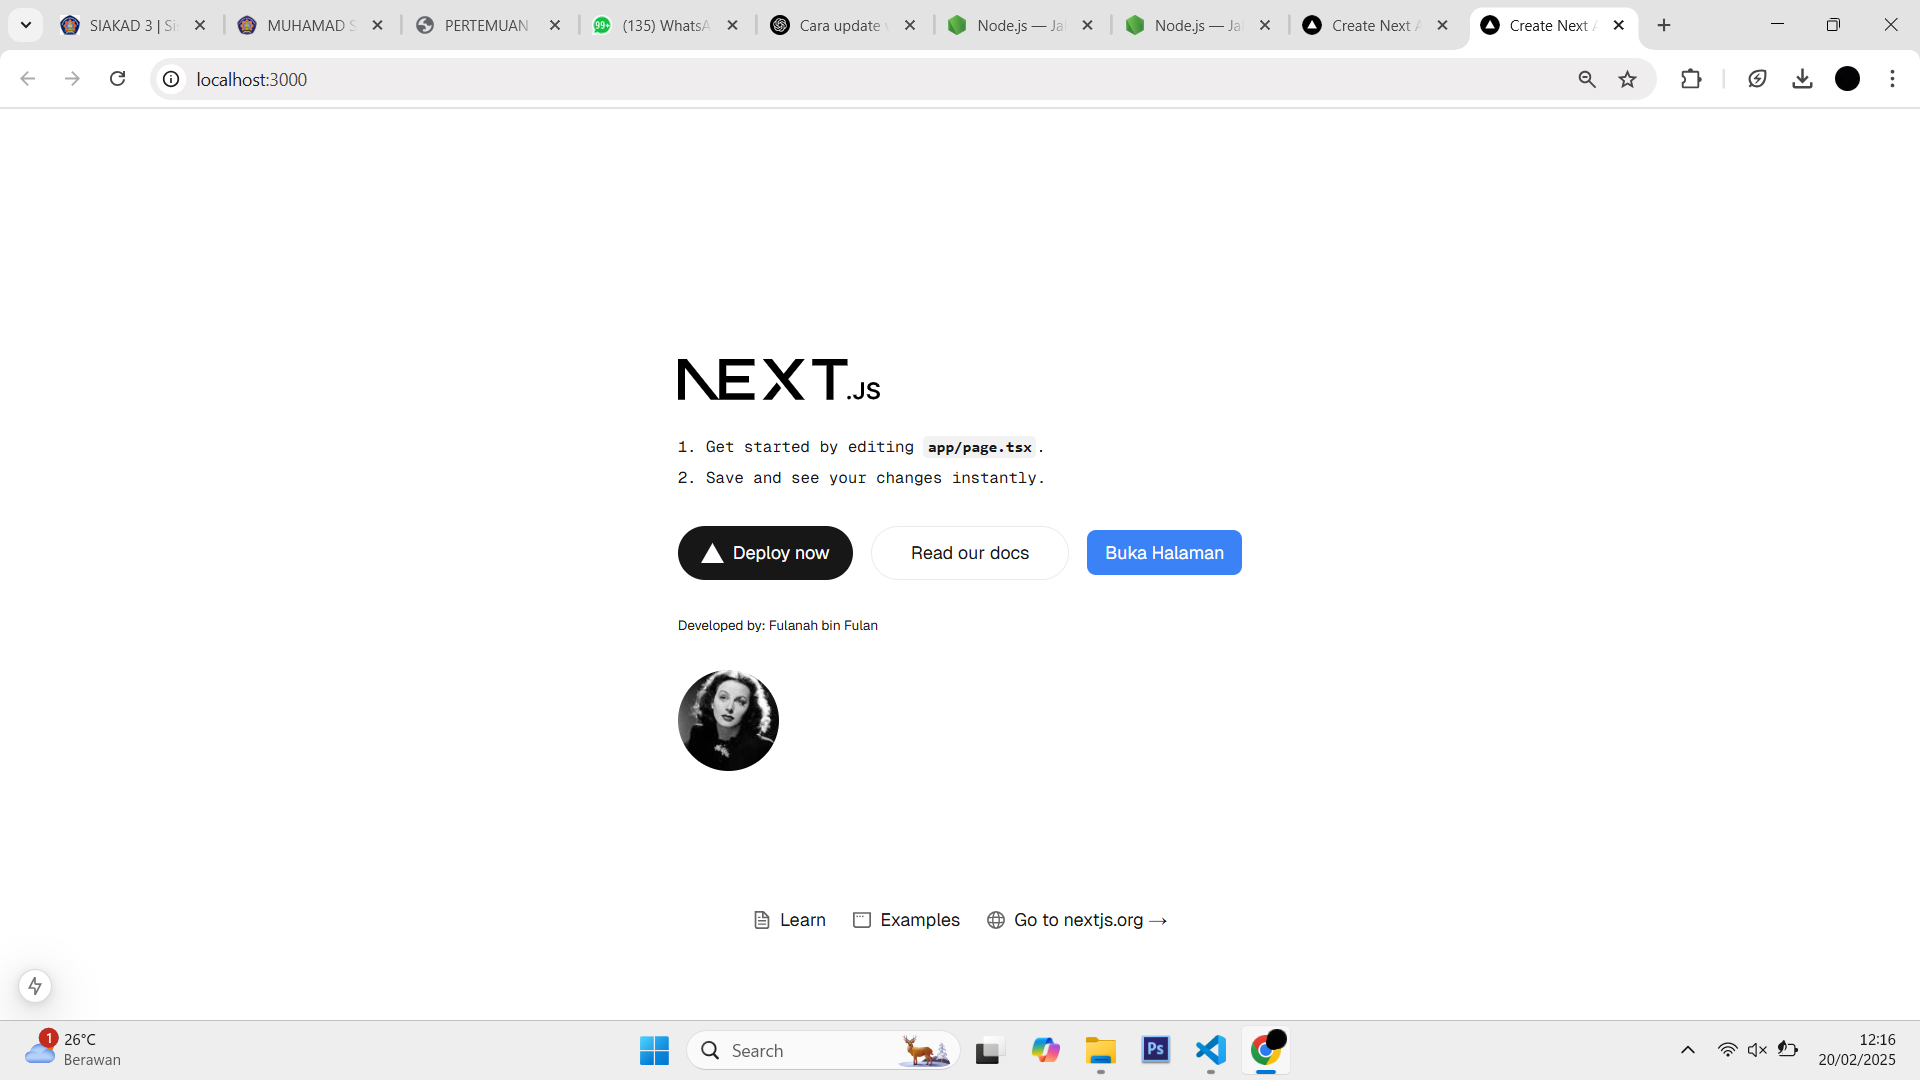 SIAKAD 3 | Si
MUHAMAD S
PERTEMUAN
(135) WhatsA
Cara update v
Node.js — Jal
Node.js — Jal
Create Next A
Create Next A
localhost:3000
NEXT.JS
1. Get started by editing app/page.tsx.
2. Save and see your changes instantly.
Deploy now
Read our docs
Buka Halaman
Developed by: Fulanah bin Fulan
Learn
Examples
Go to nextjs.org →
1
26°C
Berawan
Search
Ps
12:16
20/02/2025